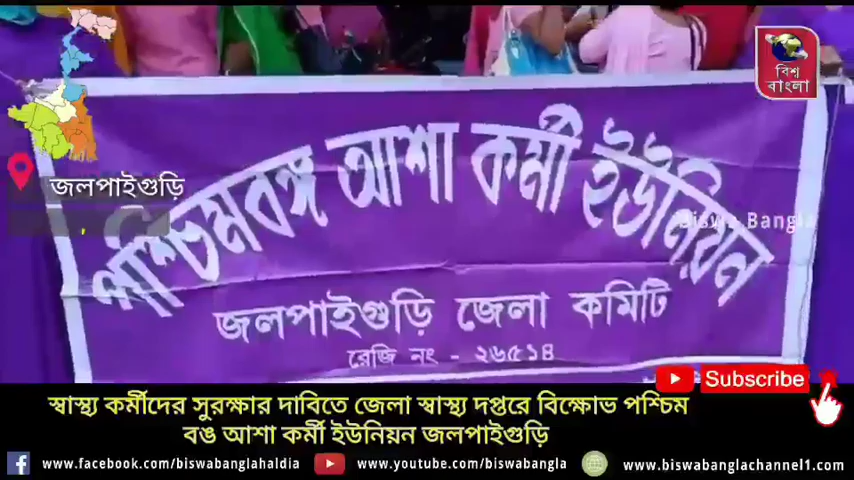 বিশ্ব
বাংলা
জলপাইগুড়ি
পশ্চিমবঙ্গ আশা কর্মী ইউনিয়ন
Biswa Bangla
জলপাইগুড়ি জেলা কমিটি
রেজি নং - ২৬৫১৪
Subscribe
স্বাস্থ্য কর্মীদের সুরক্ষার দাবিতে জেলা স্বাস্থ্য দপ্তরে বিক্ষোভ পশ্চিম
বঙ আশা কর্মী ইউনিয়ন জলপাইগুড়ি
www.facebook.com/biswabanglahaldia www.youtube.com/biswabangla www.biswabanglachannel1.com